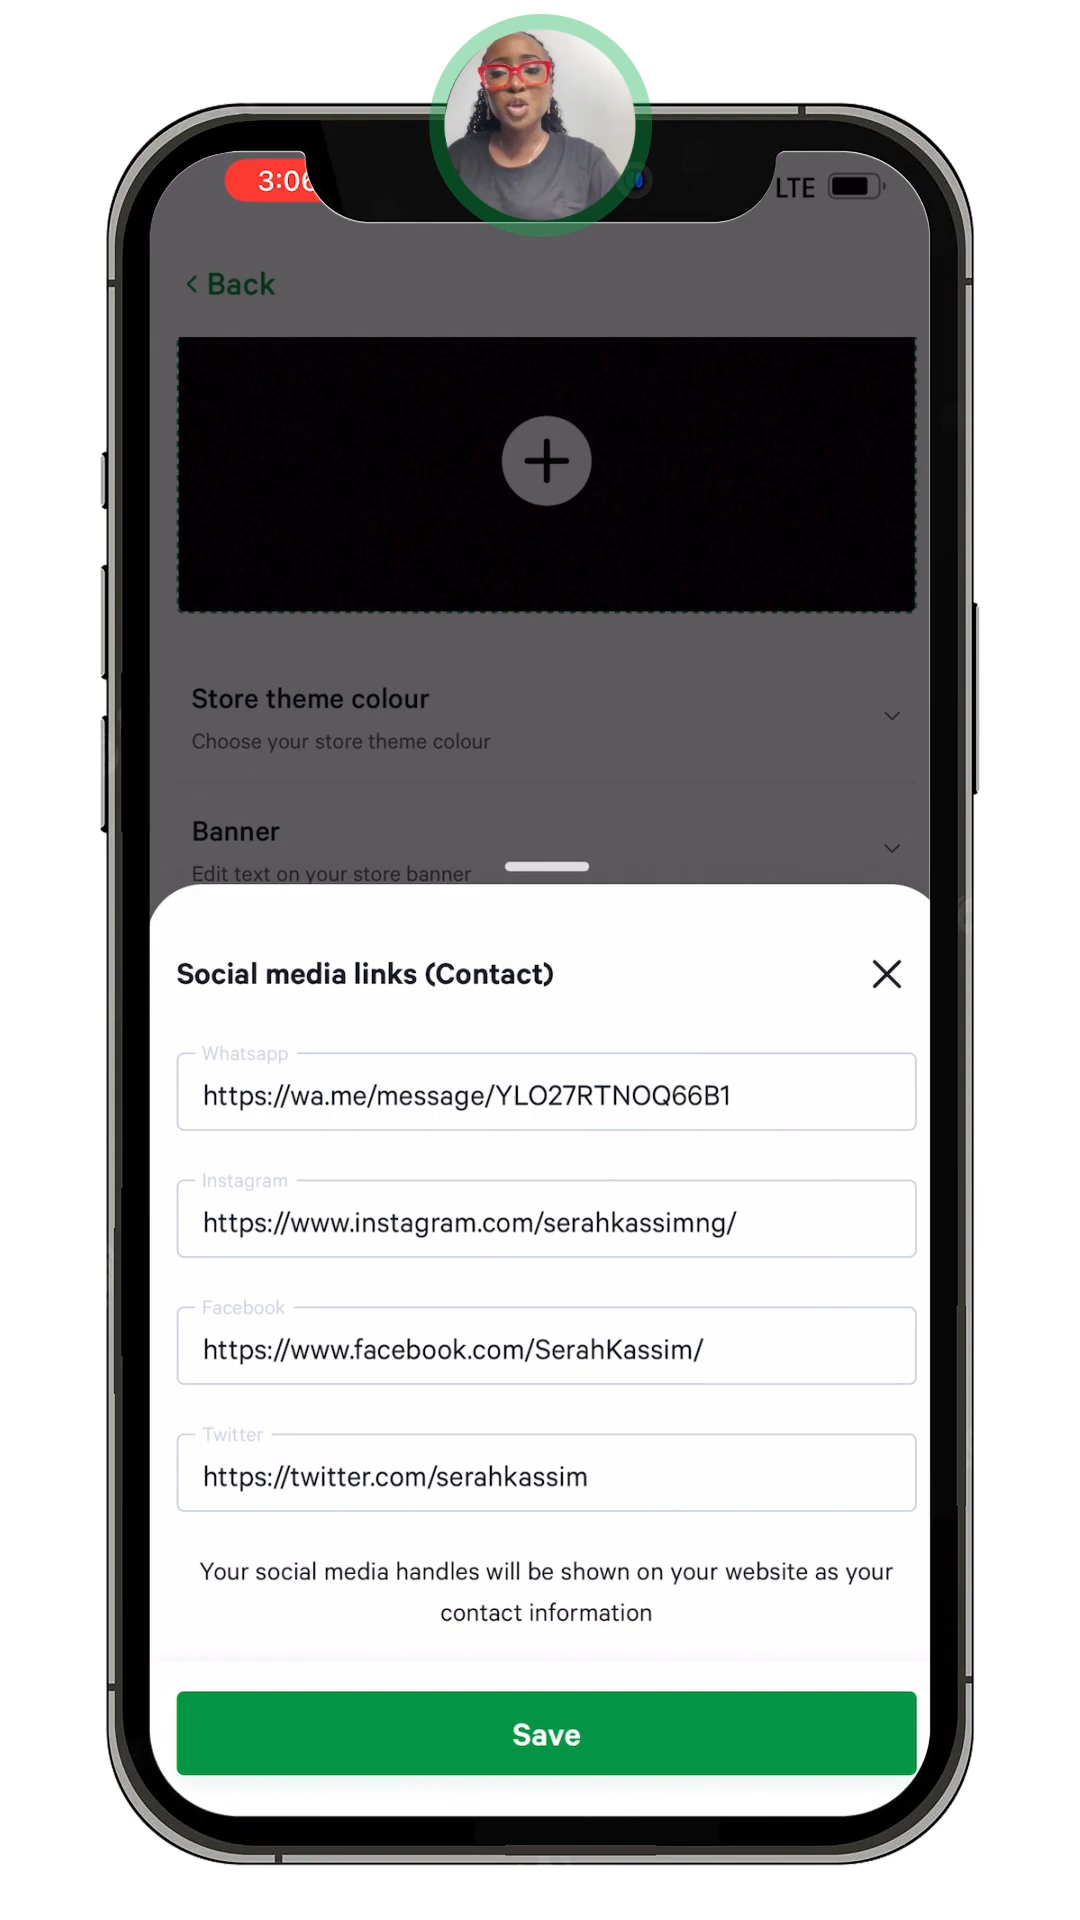 3:06
LTE
< Back
Store theme colour
Choose your store theme colour
Banner
Edit text on your store banner
Social media links (Contact)
Whatsapp
https://wa.me/message/YLO27RTNOQ66B1
Instagram
https://www.instagram.com/serahkassimng/
Facebook
https://www.facebook.com/SerahKassim/
Twitter
https://twitter.com/serahkassim
Your social media handles will be shown on your website as your
contact information
Save